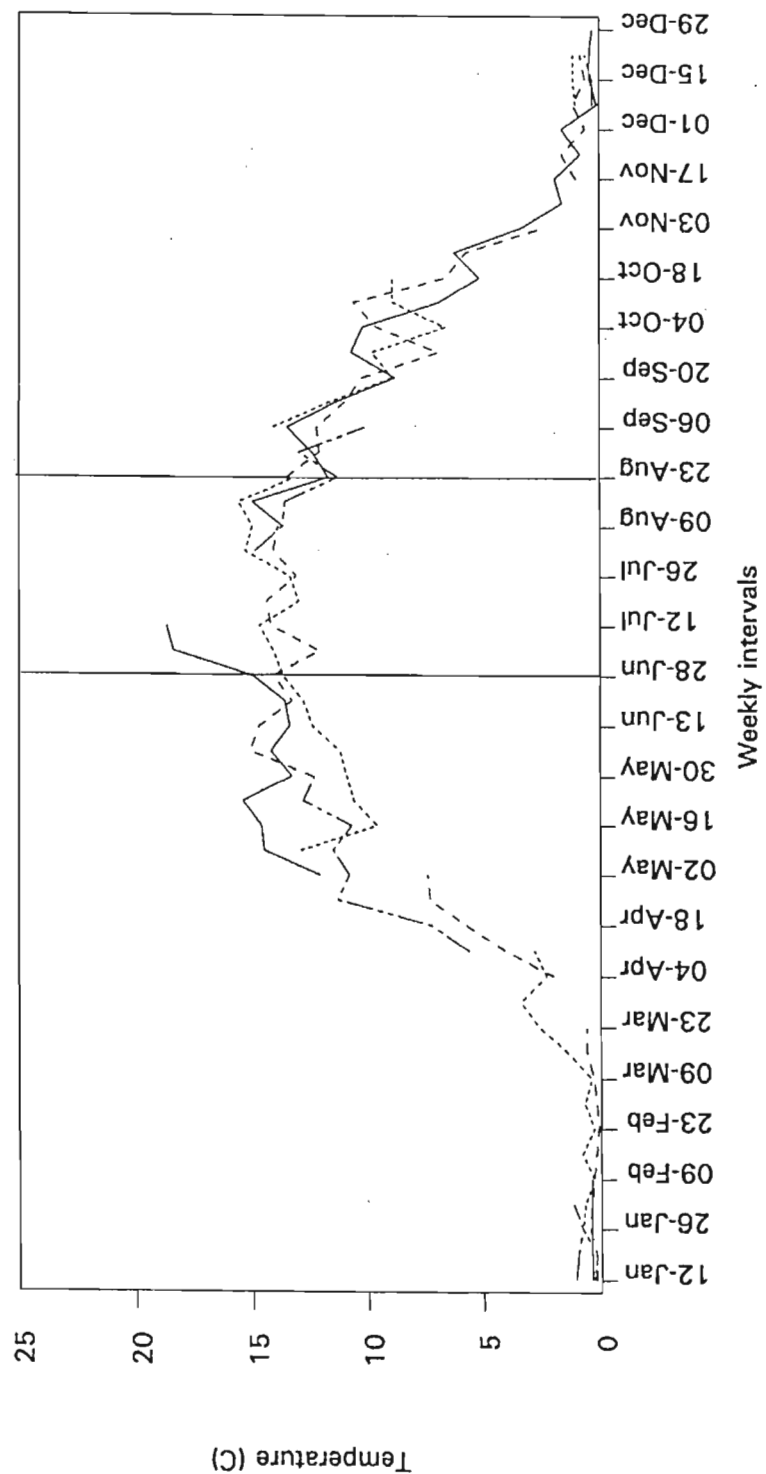 Temperature (C)
25
20
15
10
5
0
12-Jan
26-Jan
09-Feb
23-Feb
09-Mar
23-Mar
04-Apr
18-Apr
02-May
16-May
30-May
13-Jun
28-Jun
12-Jul
26-Jul
09-Aug
23-Aug
06-Sep
20-Sep
04-Oct
18-Oct
03-Nov
17-Nov
01-Dec
15-Dec
29-Dec
Weekly intervals